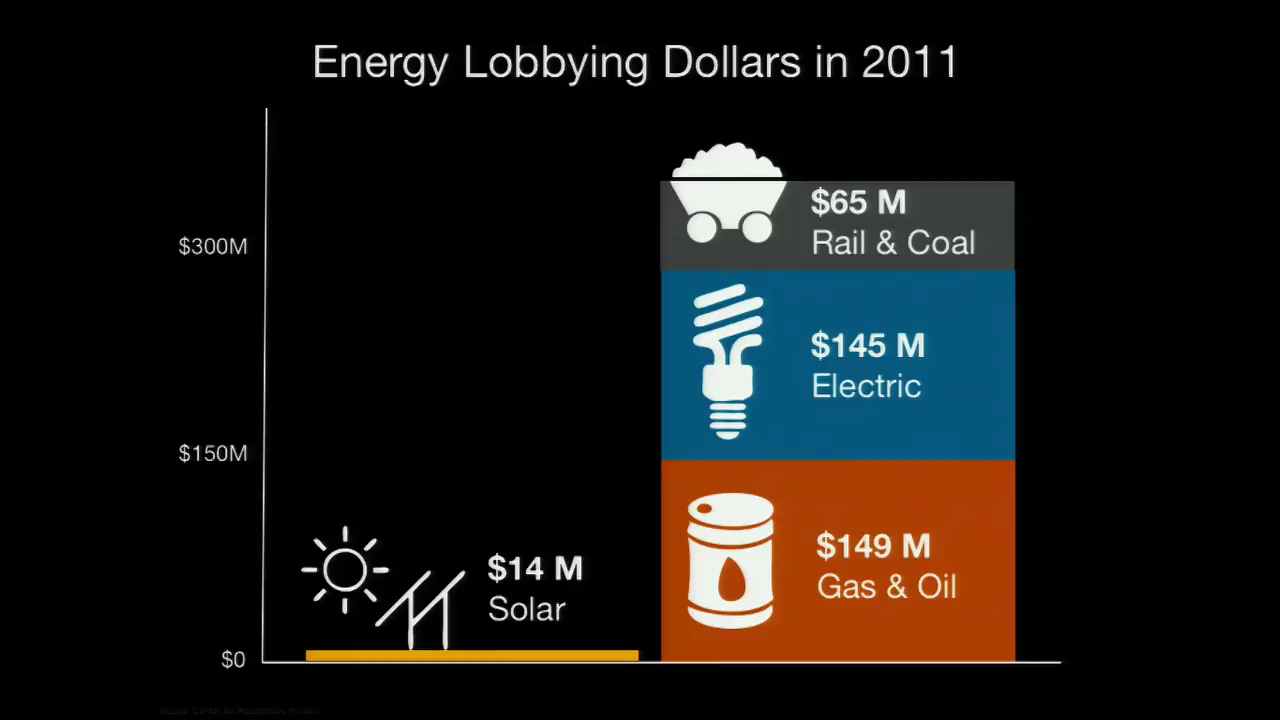 Energy Lobbying Dollars in 2011
$300M
$150M
$0
$14 M
Solar
$65 M
Rail & Coal
$145 M
Electric
$149 M
Gas & Oil